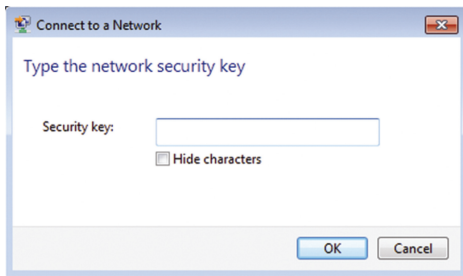 Connect to a Network
Type the network security key
Security key:
Hide characters
OK Cancel